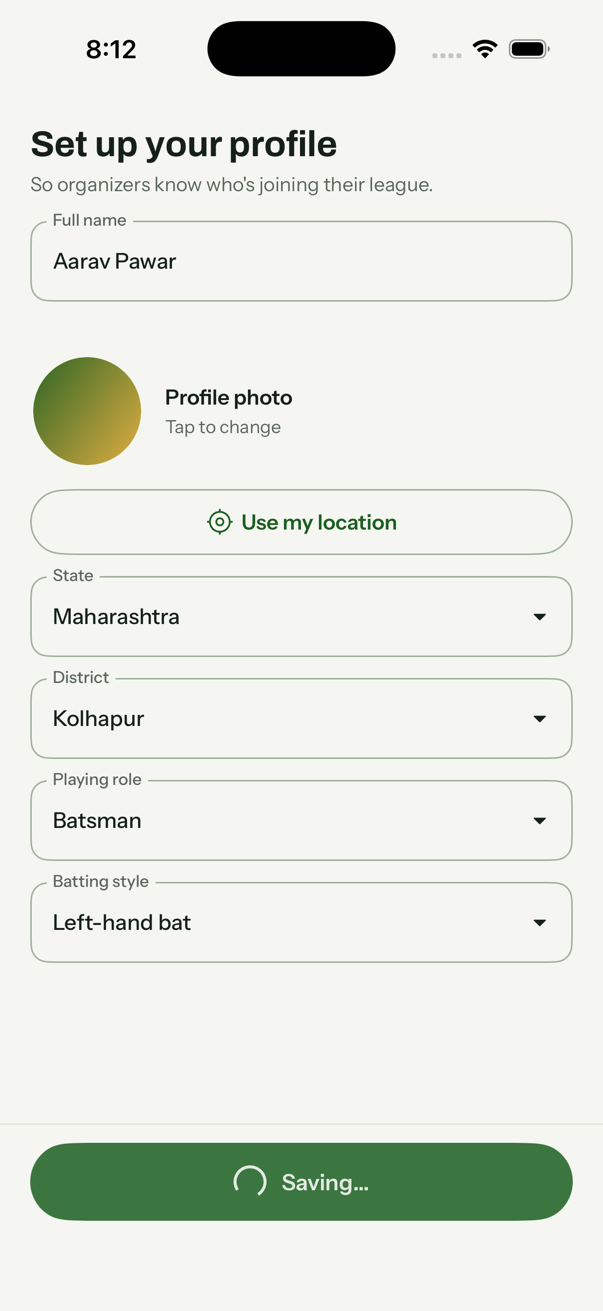 8:12
Set up your profile
So organizers know who's joining their league.
Full name
Aarav Pawar
Profile photo
Tap to change
Use my location
State
Maharashtra
District
Kolhapur
Playing role
Batsman
Batting style
Left-hand bat
Saving...